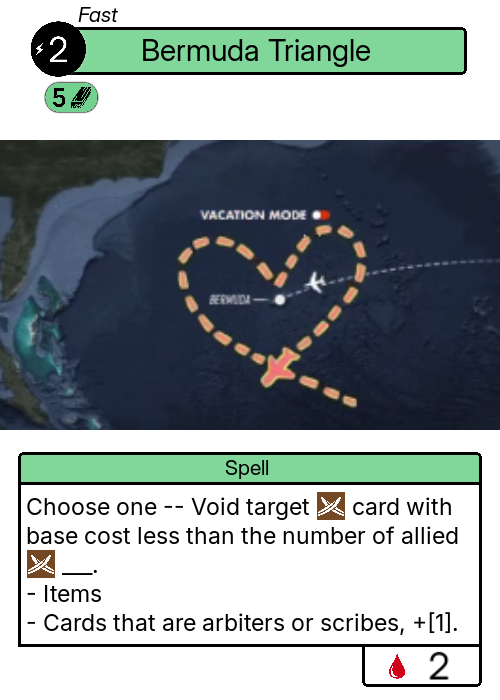 Fast
2
Bermuda Triangle
5
VACATION MODE
BERMUDA
Spell
Choose one -- Void target card with
base cost less than the number of allied
___.
- Items
- Cards that are arbiters or scribes, +[1].
2